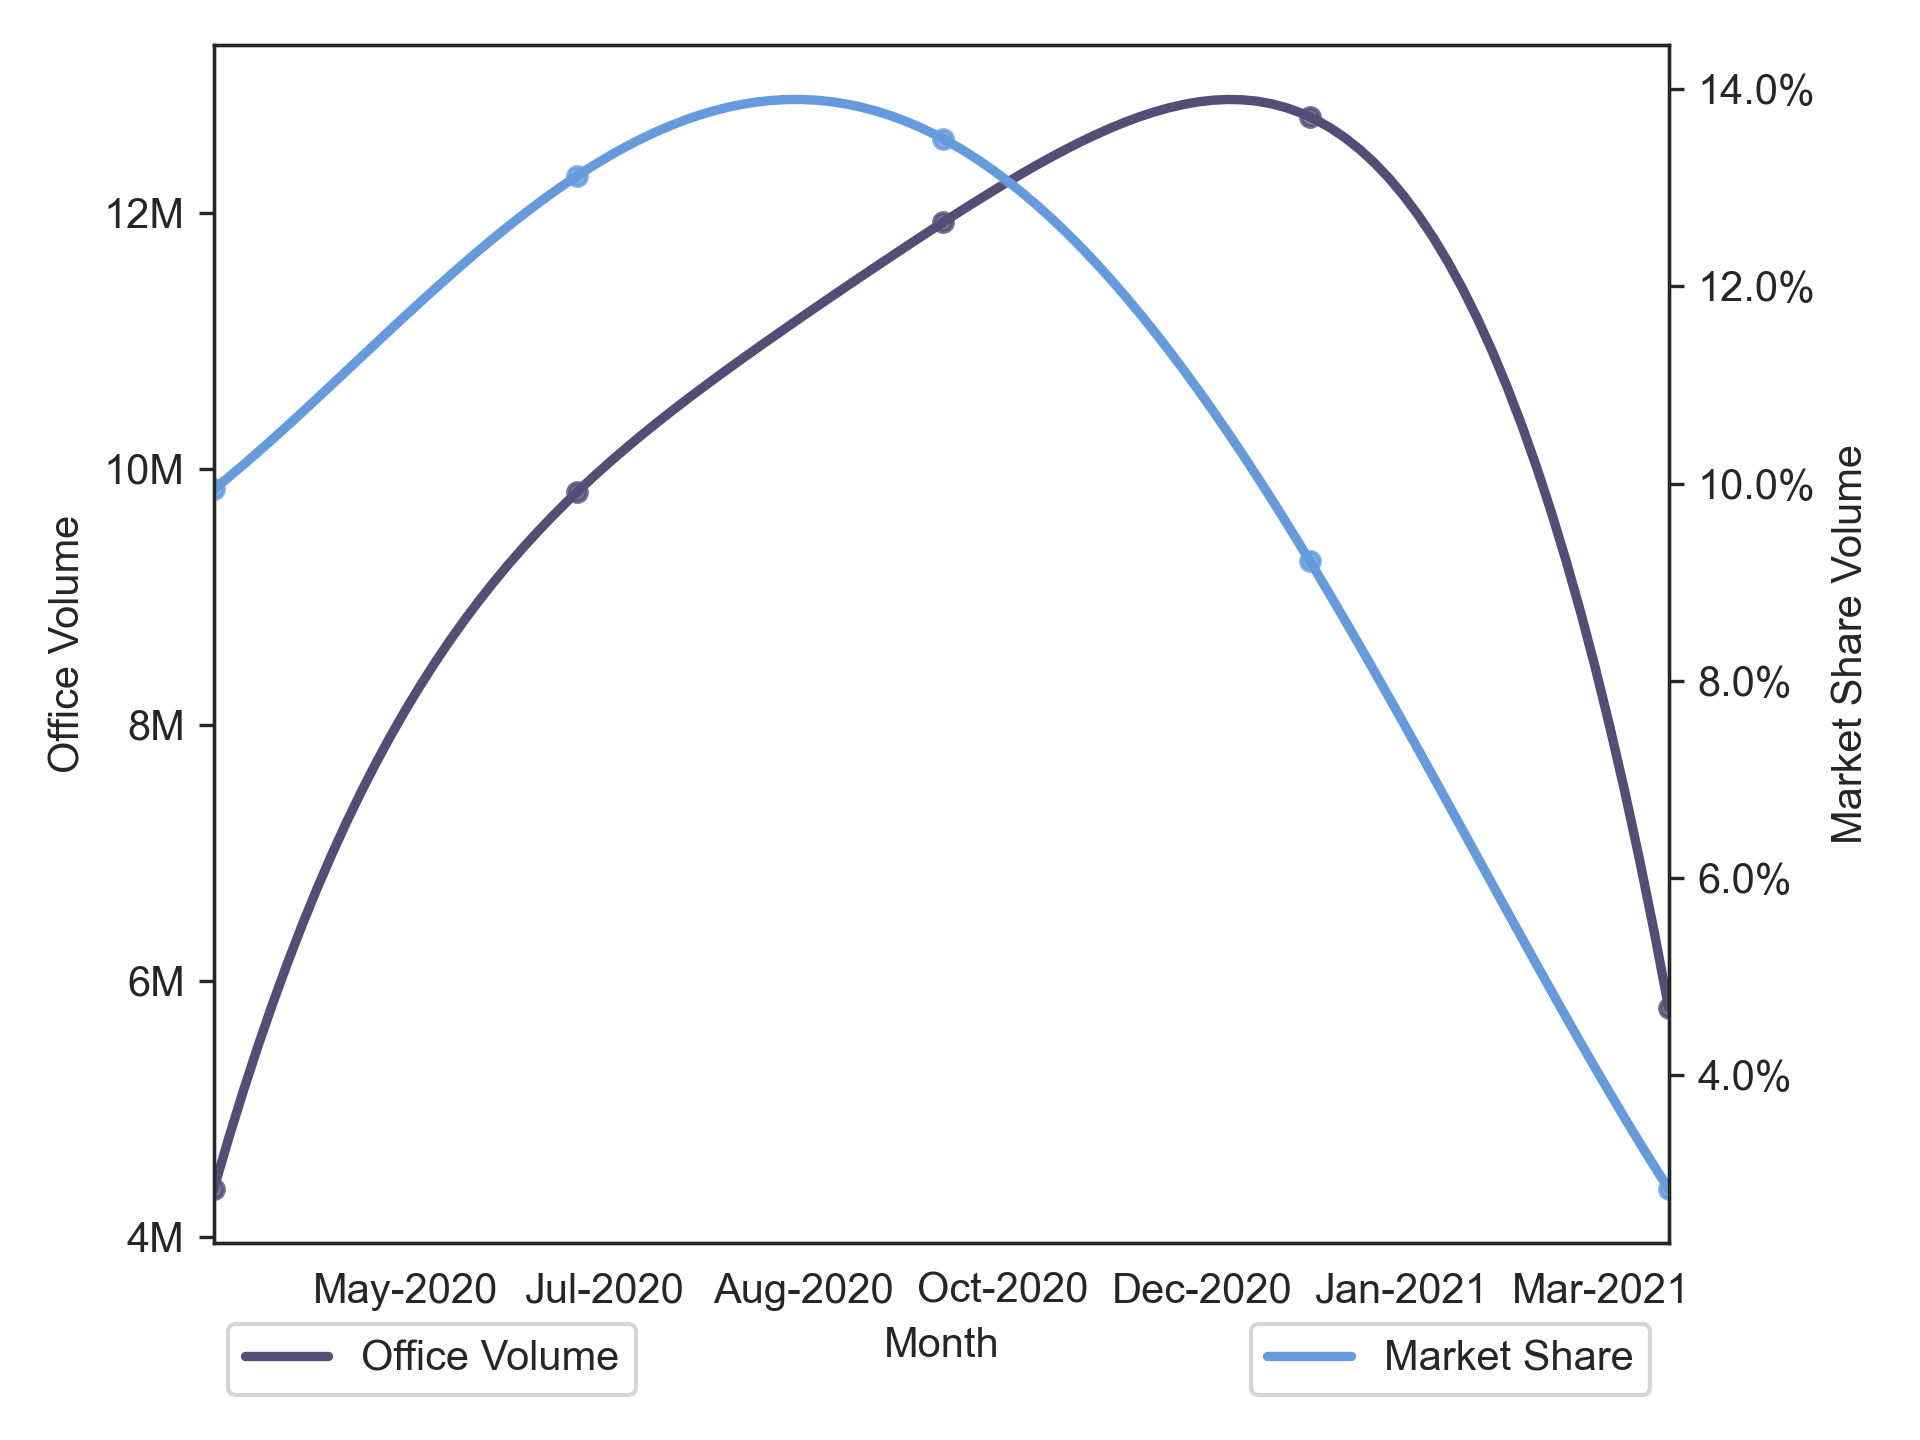 14.0%
12M
12.0%
10M
10.0%
Office Volume
Market Share Volume
8M
8.0%
6M
6.0%
4.0%
4M
May-2020 Jul-2020 Aug-2020 Oct-2020 Dec-2020 Jan-2021 Mar-2021
Month
Office Volume
Market Share